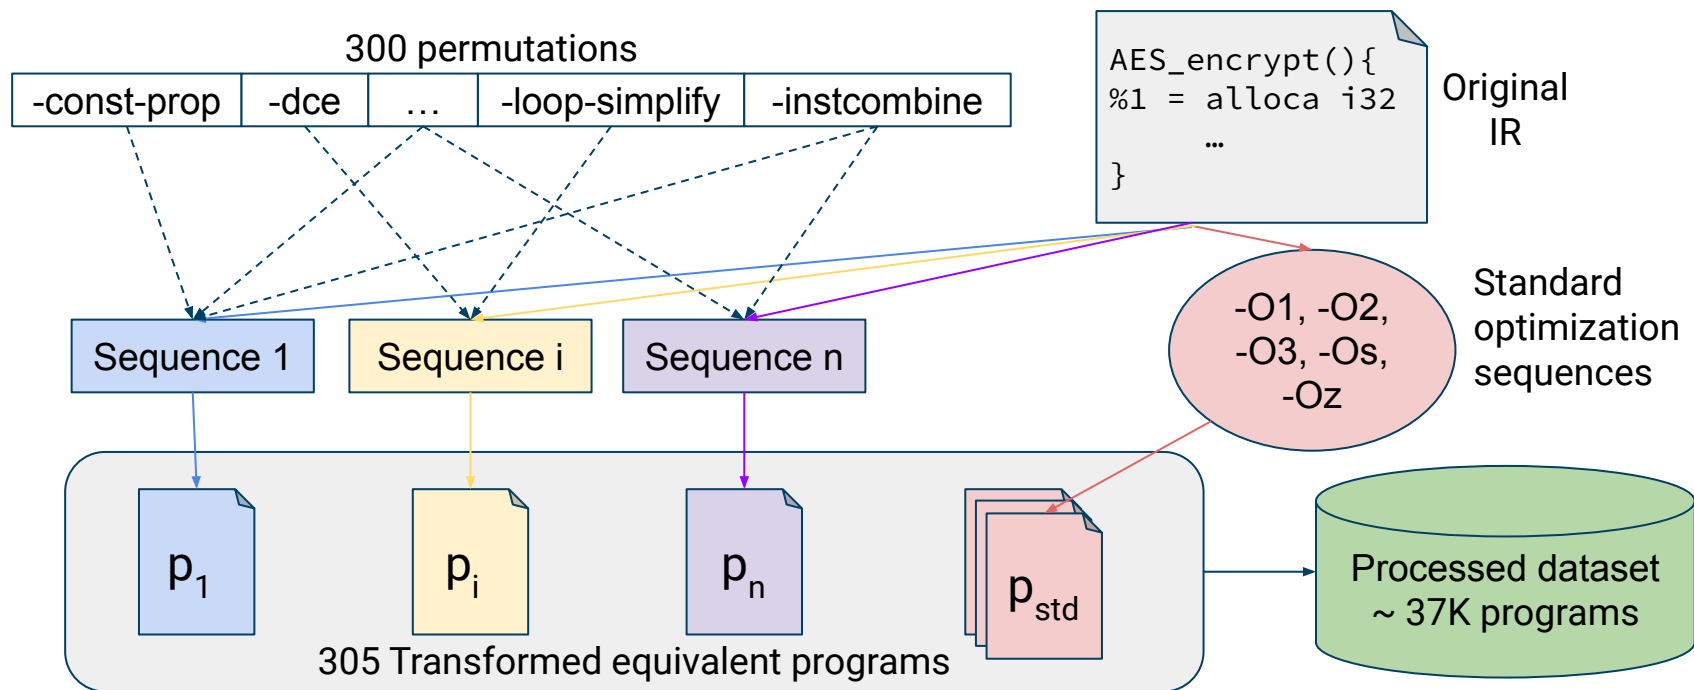 300 permutations
-const-prop
-dce
...
-loop-simplify
-instcombine
AES_encrypt(){
%1 = alloca i32
...
}
Original
IR
Sequence 1
Sequence i
Sequence n
-O1, -O2,
-O3, -Os,
-Oz
Standard
optimization
sequences
p1
pi
pn
pstd
305 Transformed equivalent programs
Processed dataset
~ 37K programs